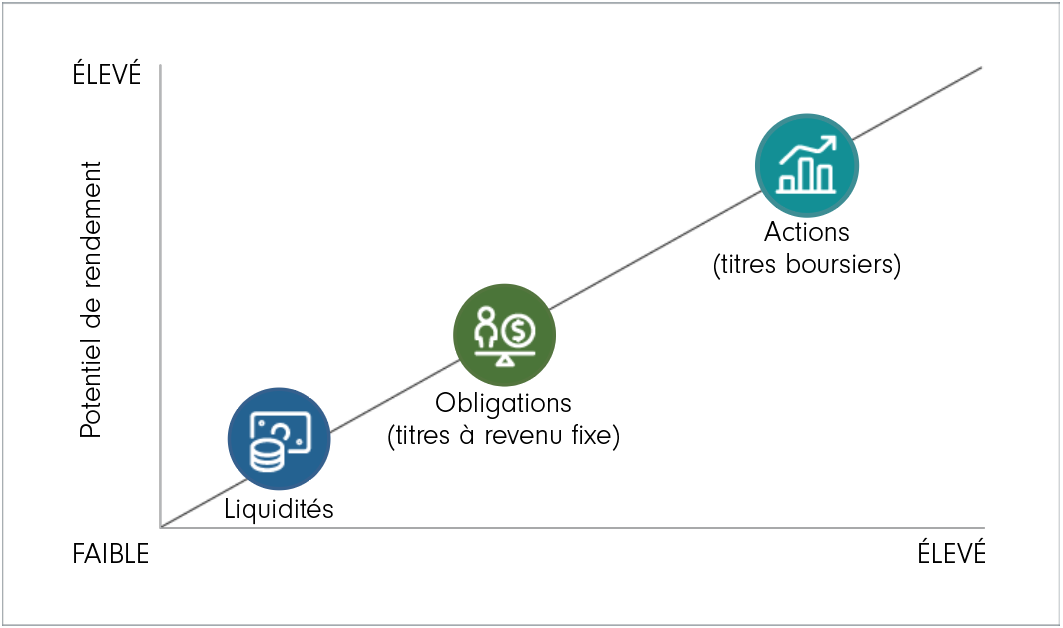 ÉLEVÉ
Potentiel de rendement
Actions
(titres boursiers)
Obligations
(titres à revenu fixe)
Liquidités
FAIBLE
ÉLEVÉ